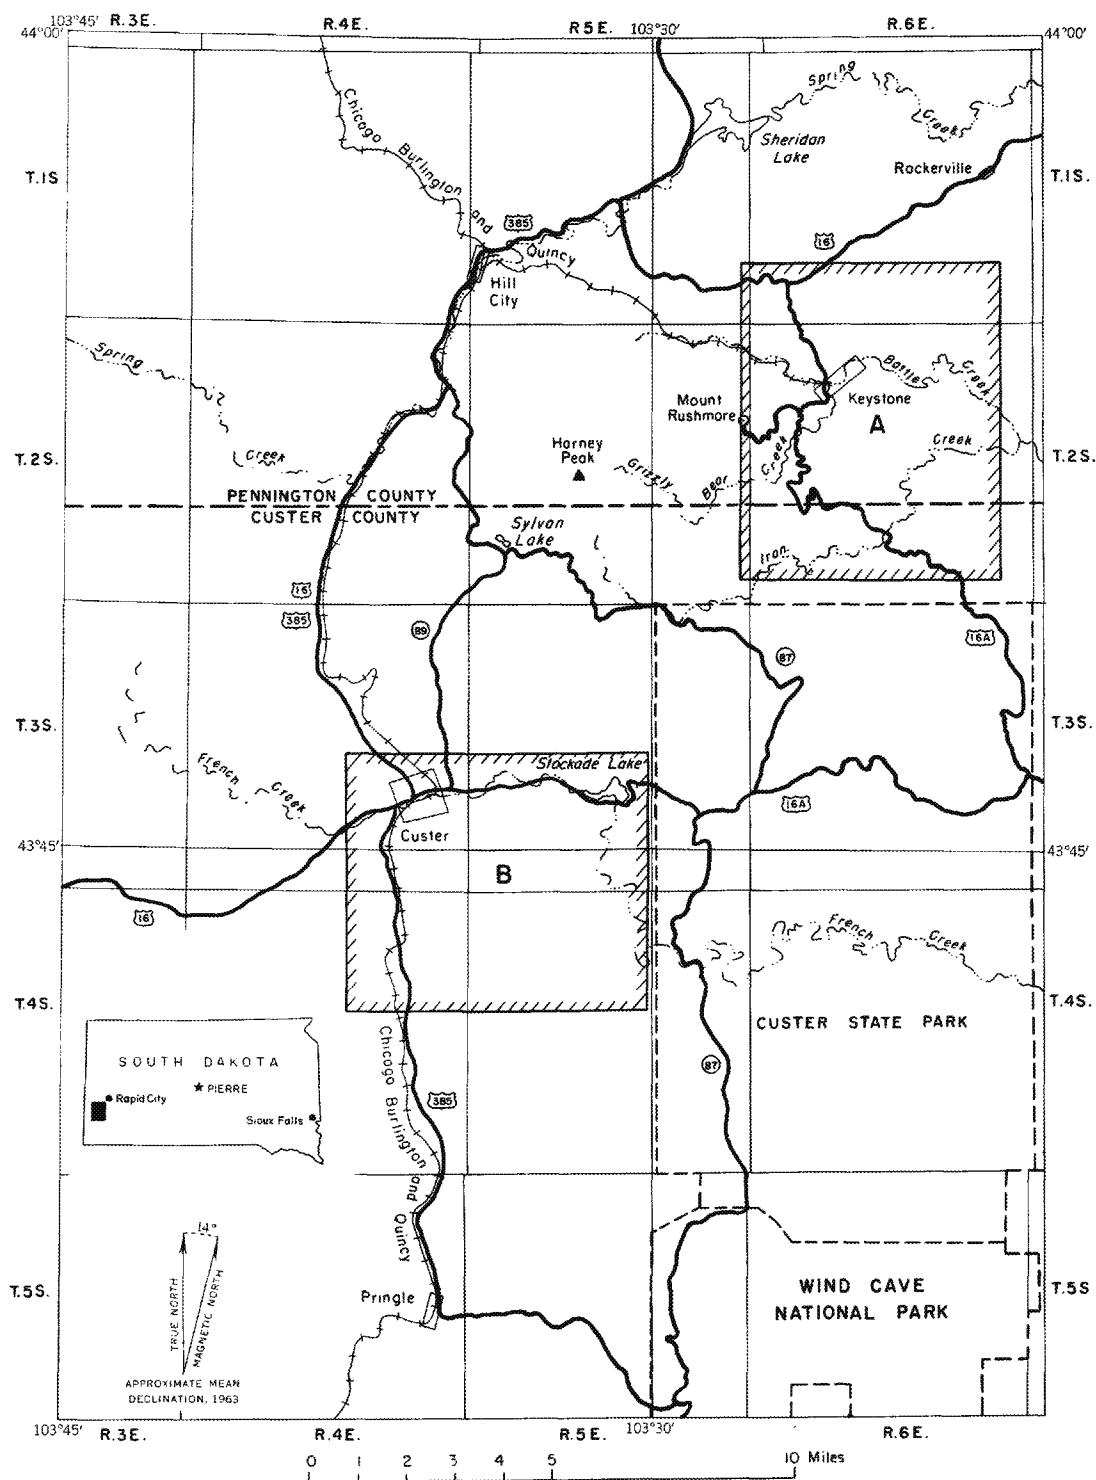 103°45' R.3E. R.4E. R.5E. 103°30' R.6E.
44°00' 44°00'
Spring
Creek
Chicago Burlington and Quincy
Sheridan
Lake
Rockerville
T.1S. T.1S.
385
16
Hill
City
Spring
Creek
Battle
Creek
Keystone
Mount
Rushmore
A
Harney
Peak
Creek
Grizzly Bear Creek
T.2S. T.2S.
PENNINGTON COUNTY
CUSTER COUNTY
Sylvan
Lake
Iron
16
385
89
16A
87
T.3S. T.3S.
French
Creek
Stockade Lake
16A
Custer
43°45' 43°45'
B
16
French
Creek
T.4S. T.4S.
CUSTER STATE PARK
SOUTH DAKOTA
PIERRE
Rapid City
Sioux Falls
Chicago Burlington and Quincy
87
385
14°
TRUE NORTH
MAGNETIC NORTH
APPROXIMATE MEAN
DECLINATION, 1963
Pringle
WIND CAVE
NATIONAL PARK
T.5S. T.5S
103°45' R.3E. R.4E. R.5E. 103°30' R.6E.
0 1 2 3 4 5 10 Miles